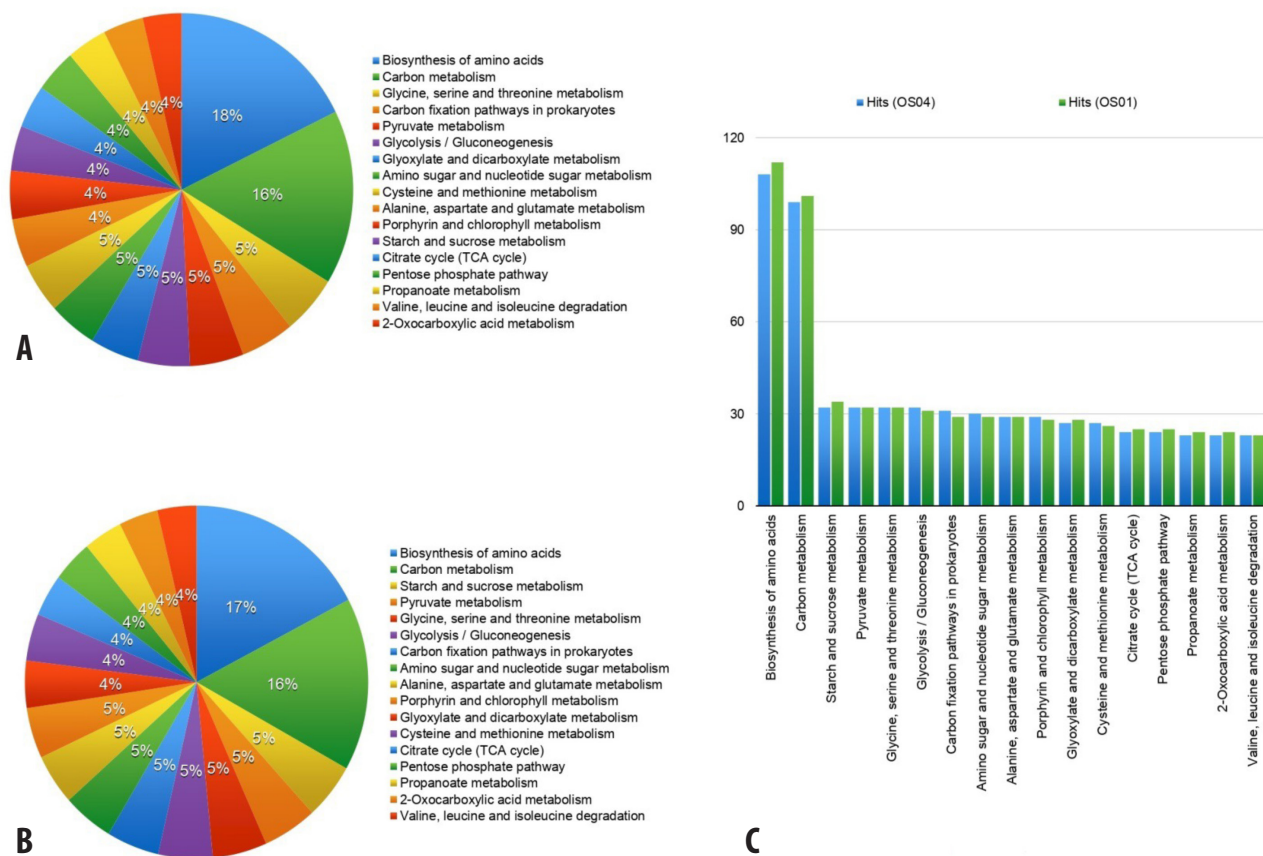 18%
16%
5%
5%
5%
5%
5%
5%
5%
4%
4%
4%
4%
4%
4%
4%
4%
Biosynthesis of amino acids
Carbon metabolism
Glycine, serine and threonine metabolism
Carbon fixation pathways in prokaryotes
Pyruvate metabolism
Glycolysis / Gluconeogenesis
Glyoxylate and dicarboxylate metabolism
Amino sugar and nucleotide sugar metabolism
Cysteine and methionine metabolism
Alanine, aspartate and glutamate metabolism
Porphyrin and chlorophyll metabolism
Starch and sucrose metabolism
Citrate cycle (TCA cycle)
Pentose phosphate pathway
Propanoate metabolism
Valine, leucine and isoleucine degradation
2-Oxocarboxylic acid metabolism
A
17%
16%
5%
5%
5%
5%
5%
5%
5%
5%
4%
4%
4%
4%
4%
4%
4%
Biosynthesis of amino acids
Carbon metabolism
Starch and sucrose metabolism
Pyruvate metabolism
Glycine, serine and threonine metabolism
Glycolysis / Gluconeogenesis
Carbon fixation pathways in prokaryotes
Amino sugar and nucleotide sugar metabolism
Alanine, aspartate and glutamate metabolism
Porphyrin and chlorophyll metabolism
Glyoxylate and dicarboxylate metabolism
Cysteine and methionine metabolism
Citrate cycle (TCA cycle)
Pentose phosphate pathway
Propanoate metabolism
2-Oxocarboxylic acid metabolism
Valine, leucine and isoleucine degradation
B
Hits (OS04)
Hits (OS01)
120
90
60
30
0
Biosynthesis of amino acids
Carbon metabolism
Starch and sucrose metabolism
Pyruvate metabolism
Glycine, serine and threonine metabolism
Glycolysis / Gluconeogenesis
Carbon fixation pathways in prokaryotes
Amino sugar and nucleotide sugar metabolism
Alanine, aspartate and glutamate metabolism
Porphyrin and chlorophyll metabolism
Glyoxylate and dicarboxylate metabolism
Cysteine and methionine metabolism
Citrate cycle (TCA cycle)
Pentose phosphate pathway
Propanoate metabolism
2-Oxocarboxylic acid metabolism
Valine, leucine and isoleucine degradation
C